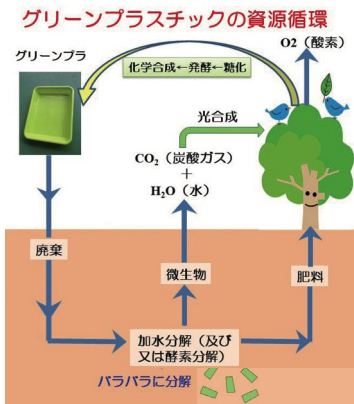 グリーンプラスチックの資源循環
O2（酸素）
グリーンプラ
化学合成←発酵←糖化
光合成
CO₂（炭酸ガス）
＋
H₂O（水）
廃棄
微生物
肥料
加水分解（及び
又は酵素分解）
バラバラに分解